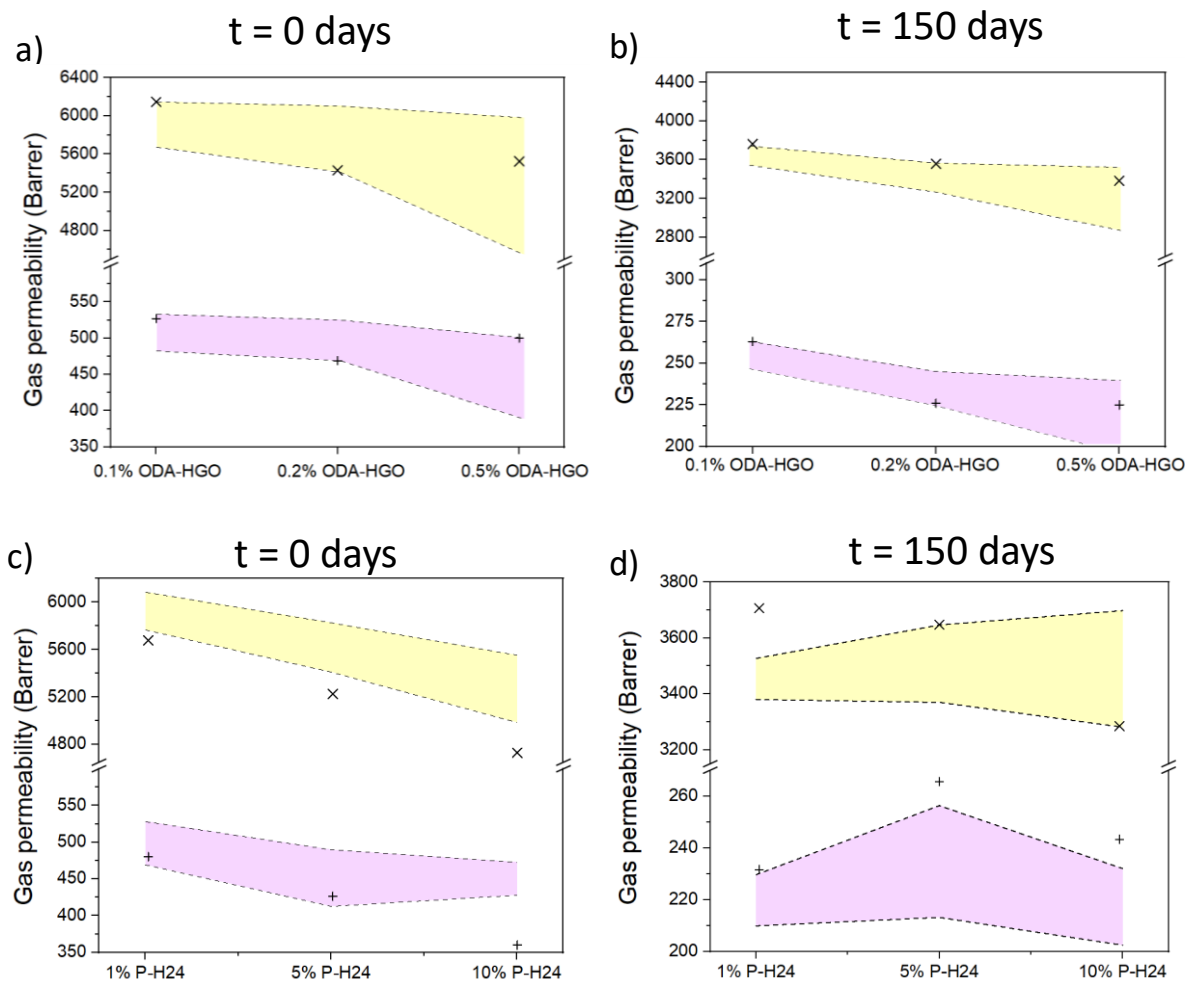 a)
t = 0 days
Gas permeability (Barrer)
6400
6000
5600
5200
4800
550
500
450
400
350
0.1% ODA-HGO 0.2% ODA-HGO 0.5% ODA-HGO
b)
t = 150 days
Gas permeability (Barrer)
4400
4000
3600
3200
2800
300
275
250
225
200
0.1% ODA-HGO 0.2% ODA-HGO 0.5% ODA-HGO
c)
t = 0 days
Gas permeability (Barrer)
6000
5600
5200
4800
550
500
450
400
350
1% P-H24 5% P-H24 10% P-H24
d)
t = 150 days
Gas permeability (Barrer)
3800
3600
3400
3200
260
240
220
200
1% P-H24 5% P-H24 10% P-H24